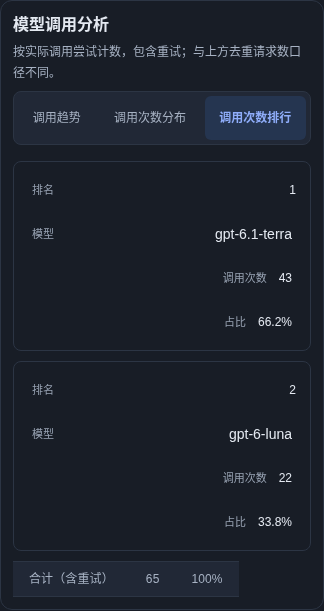 模型调用分析
按实际调用尝试计数，包含重试；与上方去重请求数口
径不同。
调用趋势 调用次数分布 调用次数排行
排名 1
模型 gpt-6.1-terra
调用次数 43
占比 66.2%
排名 2
模型 gpt-6-luna
调用次数 22
占比 33.8%
合计（含重试） 65 100%